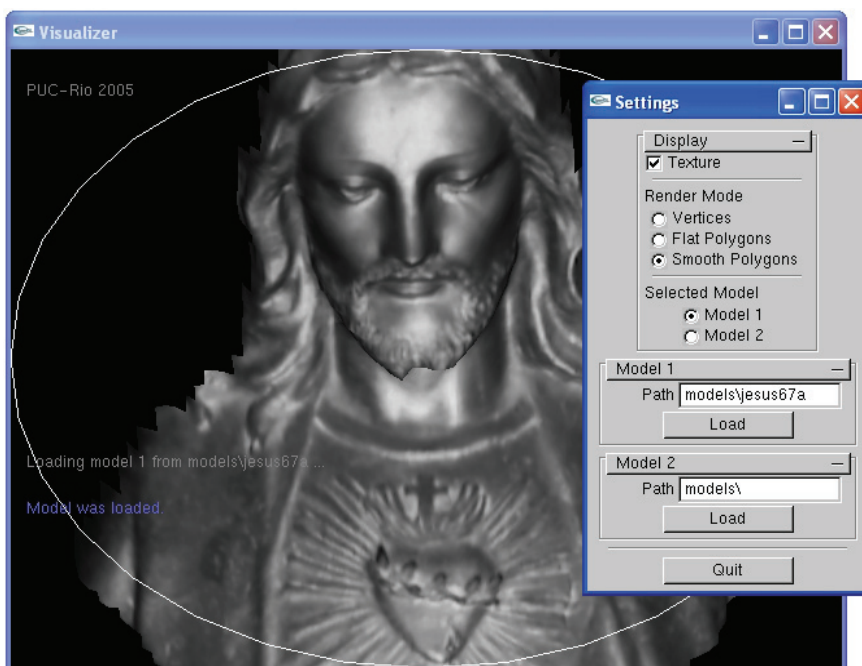 Visualizer
PUC-Rio 2005
Loading model 1 from models\jesus67a ...
Model was loaded.
Settings
Display
Texture
Render Mode
Vertices
Flat Polygons
Smooth Polygons
Selected Model
Model 1
Model 2
Model 1
Path models\jesus67a
Load
Model 2
Path models\
Load
Quit